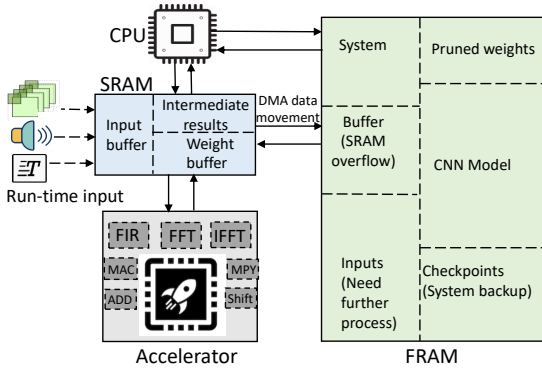 CPU
SRAM
Input
buffer
Intermediate
results
Weight
buffer
DMA data
movement
Run-time input
T
FIR
FFT
IFFT
MAC
MPY
ADD
Shift
Accelerator
System
Pruned weights
Buffer
(SRAM
overflow)
CNN Model
Inputs
(Need
further
process)
Checkpoints
(System backup)
FRAM